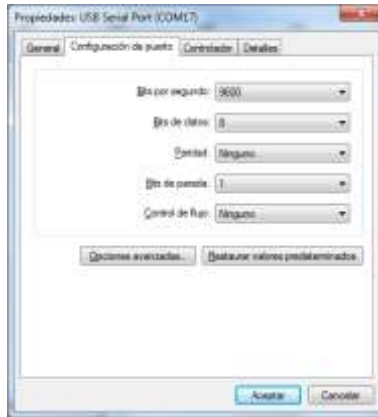 Propiedades: USB Serial Port (COM17)
General Configuración de puerto Controlador Detalles
Bits por segundo: 9600
Bits de datos: 8
Paridad: Ninguno
Bits de parada: 1
Control de flujo: Ninguno
Opciones avanzadas... Restaurar valores predeterminados
Aceptar Cancelar